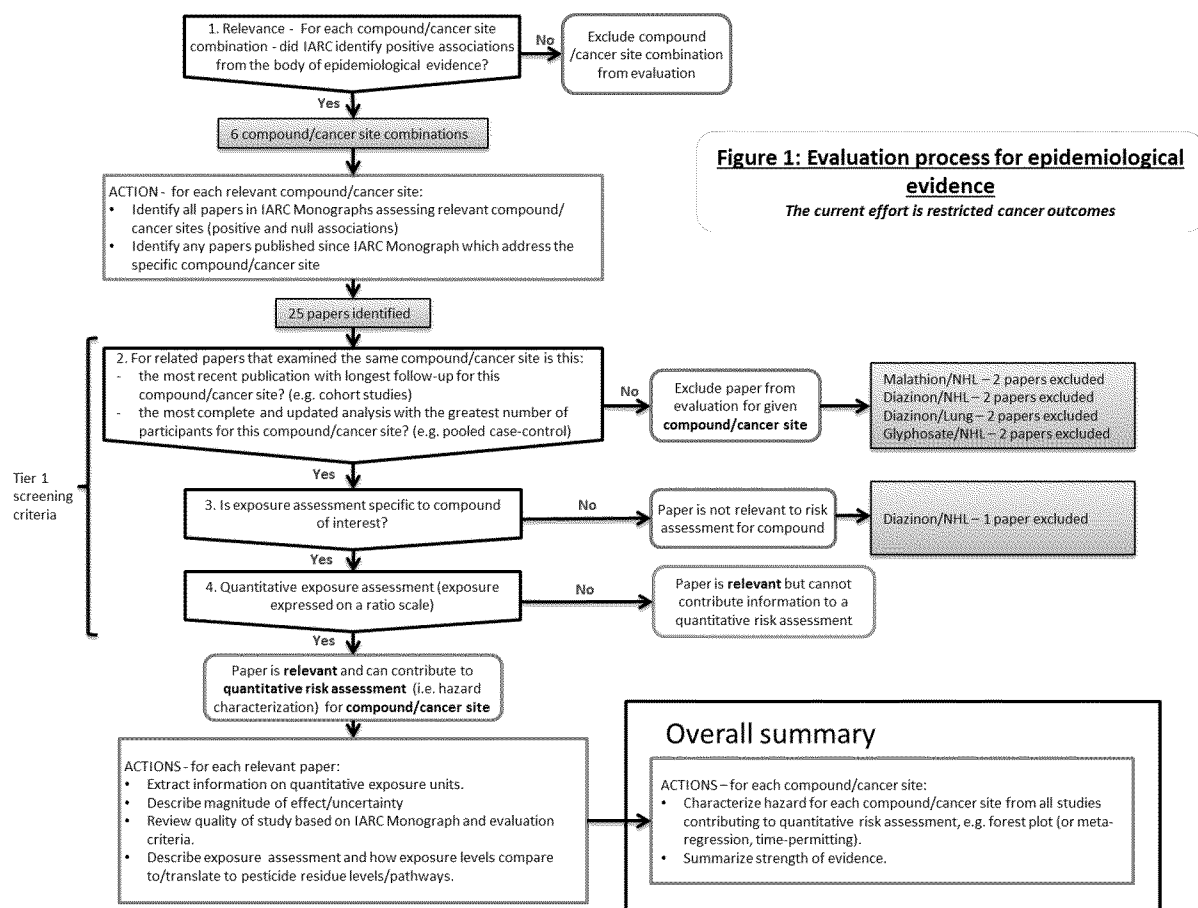 1. Relevance - For each compound/cancer site
combination - did IARC identify positive associations
from the body of epidemiological evidence?
No
Exclude compound
/cancer site combination
from evaluation
Yes
6 compound/cancer site combinations
Figure 1: Evaluation process for epidemiological
evidence
The current effort is restricted cancer outcomes
ACTION - for each relevant compound/cancer site:
• Identify all papers in IARC Monographs assessing relevant compound/
cancer sites (positive and null associations)
• Identify any papers published since IARC Monograph which address the
specific compound/cancer site
25 papers identified
Tier 1
screening
criteria
2. For related papers that examined the same compound/cancer site is this:
- the most recent publication with longest follow-up for this
compound/cancer site? (e.g. cohort studies)
- the most complete and updated analysis with the greatest number of
participants for this compound/cancer site? (e.g. pooled case-control)
No
Exclude paper from
evaluation for given
compound/cancer site
Malathion/NHL – 2 papers excluded
Diazinon/NHL – 2 papers excluded
Diazinon/Lung – 2 papers excluded
Glyphosate/NHL – 2 papers excluded
Yes
3. Is exposure assessment specific to compound
of interest?
No
Paper is not relevant to risk
assessment for compound
Diazinon/NHL – 1 paper excluded
Yes
4. Quantitative exposure assessment (exposure
expressed on a ratio scale)
No
Paper is relevant but cannot
contribute information to a
quantitative risk assessment
Yes
Paper is relevant and can contribute to
quantitative risk assessment (i.e. hazard
characterization) for compound/cancer site
ACTIONS - for each relevant paper:
• Extract information on quantitative exposure units.
• Describe magnitude of effect/uncertainty
• Review quality of study based on IARC Monograph and evaluation
criteria.
• Describe exposure assessment and how exposure levels compare
to/translate to pesticide residue levels/pathways.
Overall summary
ACTIONS – for each compound/cancer site:
• Characterize hazard for each compound/cancer site from all studies
contributing to quantitative risk assessment, e.g. forest plot (or meta-
regression, time-permitting).
• Summarize strength of evidence.